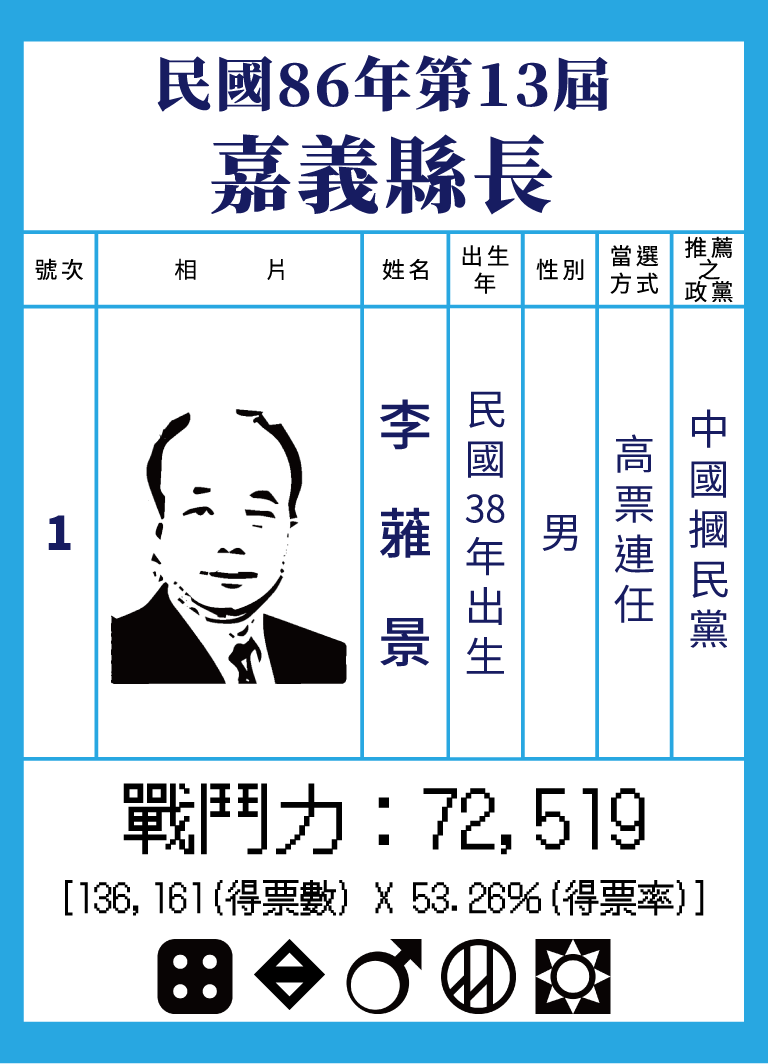 民國86年第13屆
嘉義縣長
號次
相 片
姓名
出生年
性別
當選方式
推薦之政黨
1
李蕥景
民國38年出生
男
高票連任
中國摑民黨
戰鬥力：72,519
[136,161(得票數) X 53.26%(得票率)]